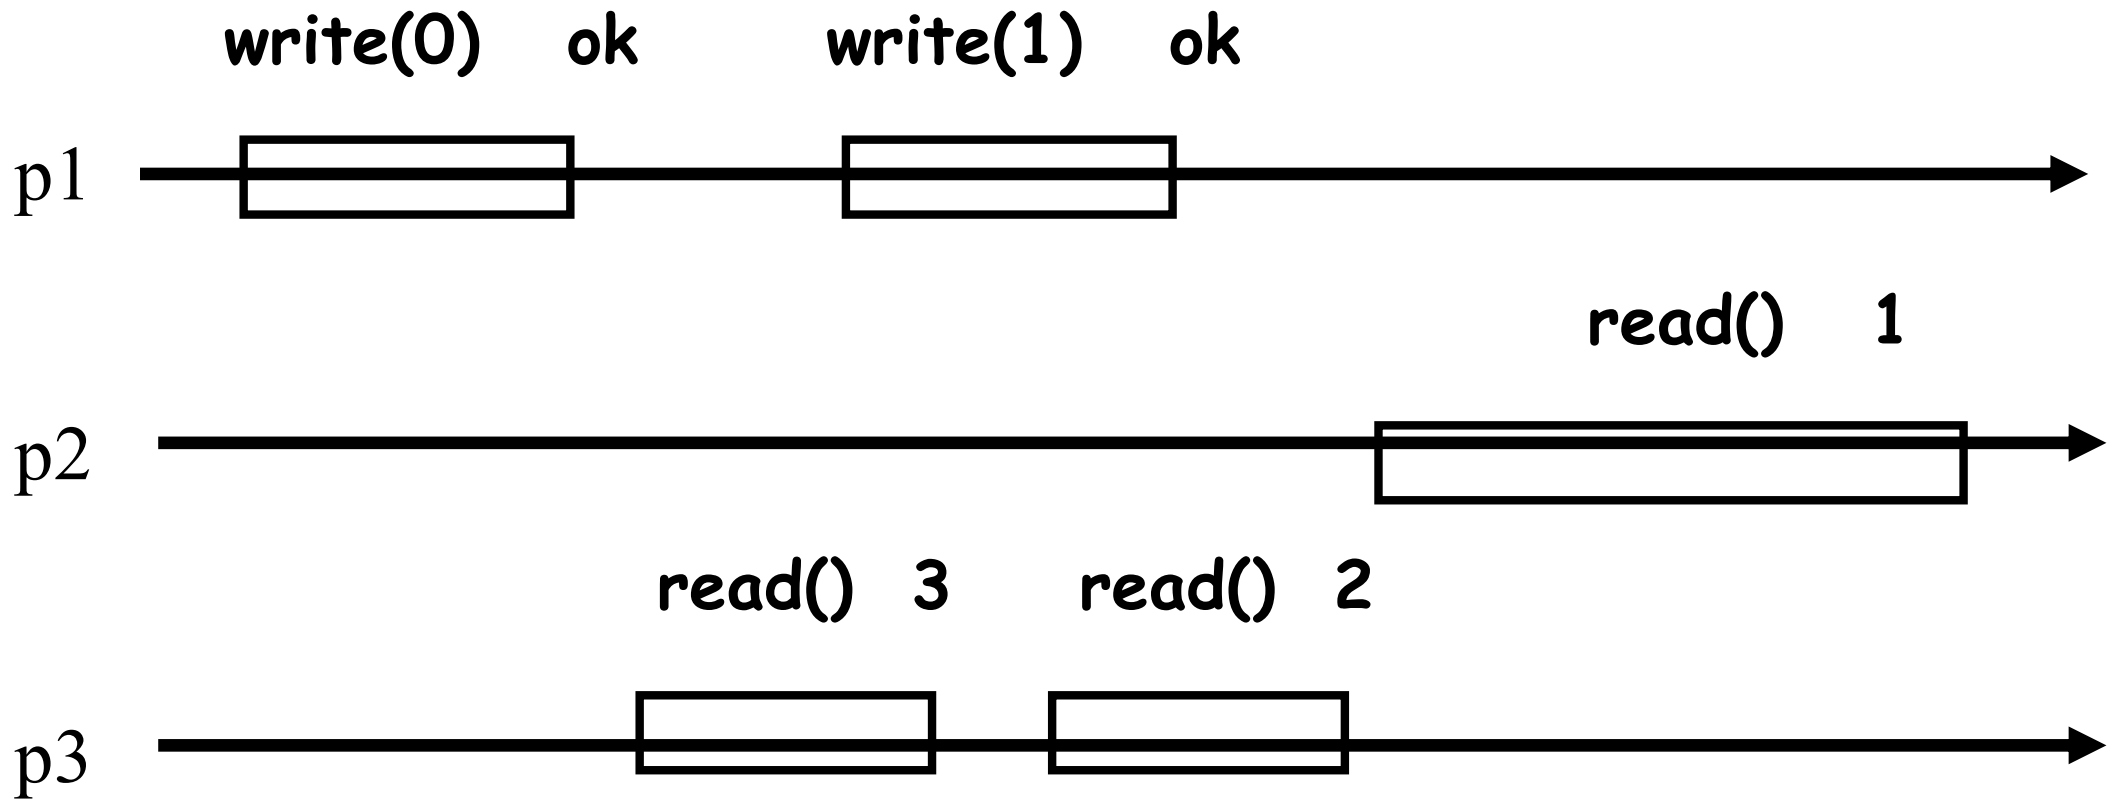 write(0) ok write(1) ok
p1
read() 1
p2
read() 3 read() 2
p3